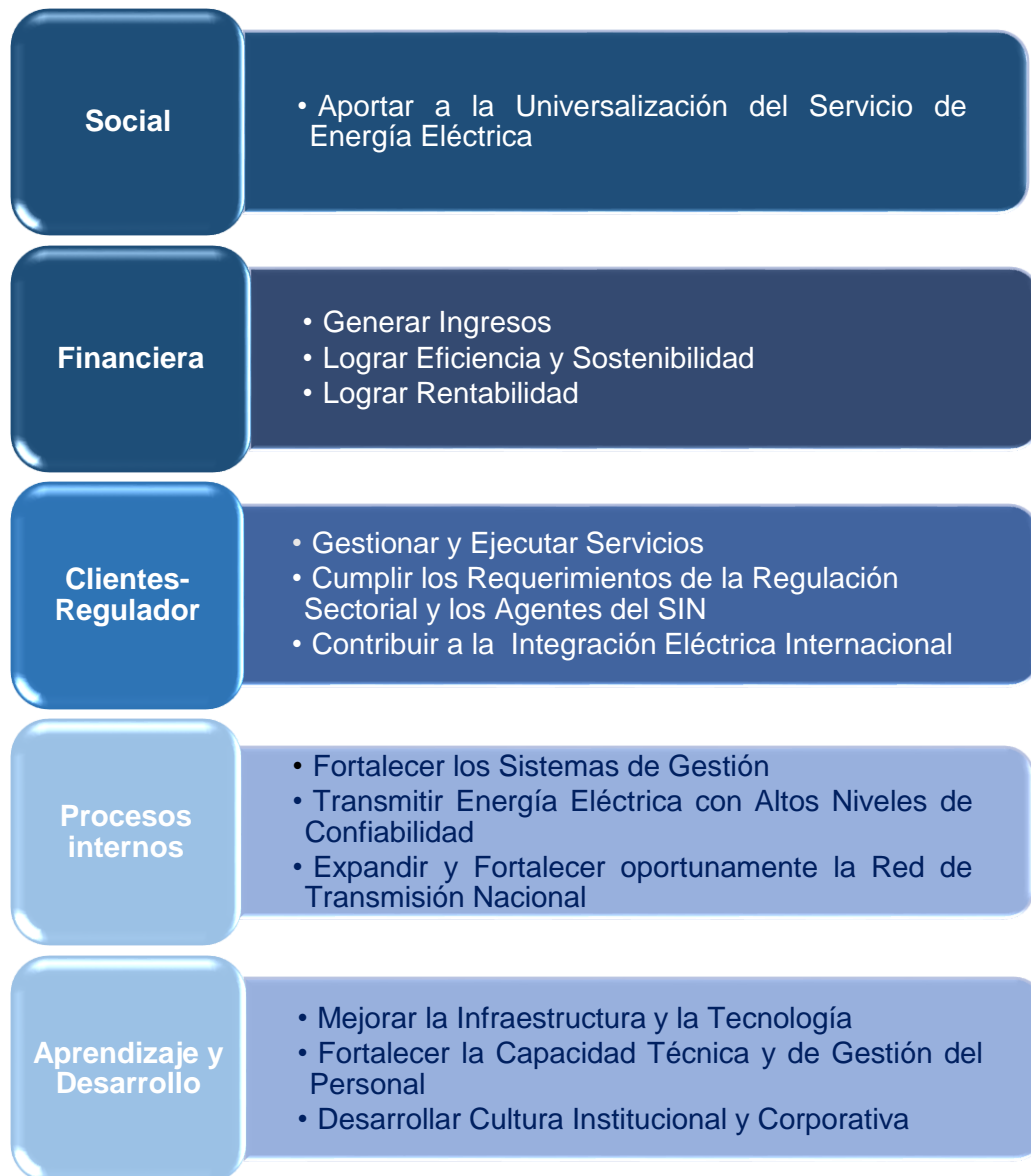 Social
• Aportar a la Universalización del Servicio de
Energía Eléctrica
Financiera
• Generar Ingresos
• Lograr Eficiencia y Sostenibilidad
• Lograr Rentabilidad
Clientes-
Regulador
• Gestionar y Ejecutar Servicios
• Cumplir los Requerimientos de la Regulación
Sectorial y los Agentes del SIN
• Contribuir a la Integración Eléctrica Internacional
Procesos
internos
• Fortalecer los Sistemas de Gestión
• Transmitir Energía Eléctrica con Altos Niveles de
Confiabilidad
• Expandir y Fortalecer oportunamente la Red de
Transmisión Nacional
Aprendizaje y
Desarrollo
• Mejorar la Infraestructura y la Tecnología
• Fortalecer la Capacidad Técnica y de Gestión del
Personal
• Desarrollar Cultura Institucional y Corporativa